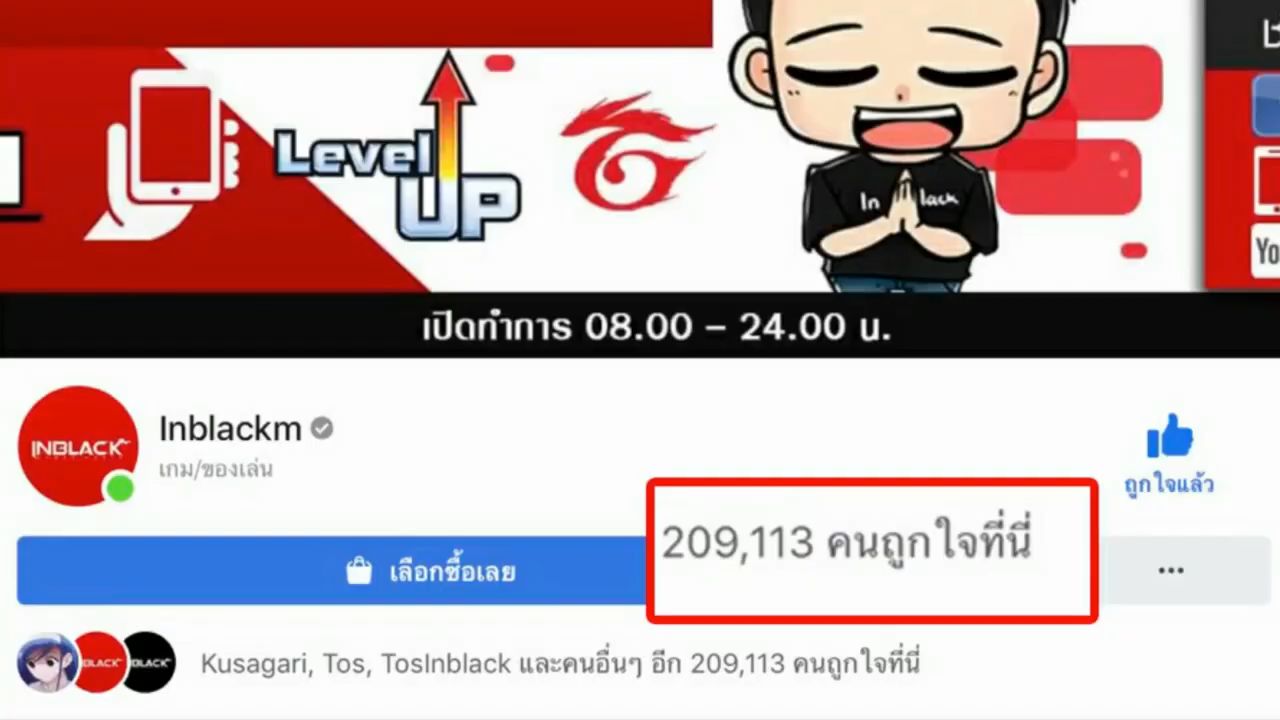 Level
UP
In lack
เปิดทำการ 08.00 – 24.00 น.
INBLACK
Inblackm
เกม/ของเล่น
ถูกใจแล้ว
209,113 คนถูกใจที่นี่
เลือกซื้อเลย
Kusagari, Tos, TosInblack และคนอื่นๆ อีก 209,113 คนถูกใจที่นี่